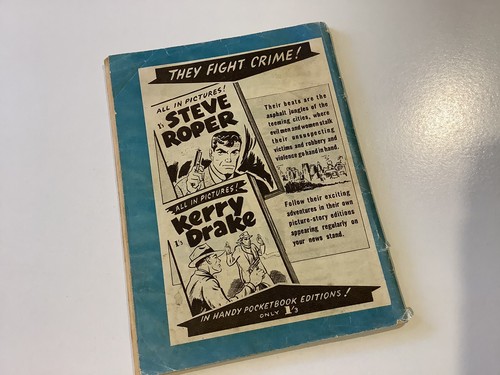 THEY FIGHT CRIME!
ALL IN PICTURES!
1/3
STEVE
ROPER
Their beats are the
asphalt jungles of the
teeming cities, where
evil men and women stalk
their unsuspecting
victims and robbery and
violence go hand in hand.
ALL IN PICTURES!
1/3
Kerry
Drake
Follow their exciting
adventures in their own
picture-story editions
appearing regularly on
your news stand.
IN HANDY POCKETBOOK EDITIONS!
ONLY 1/3